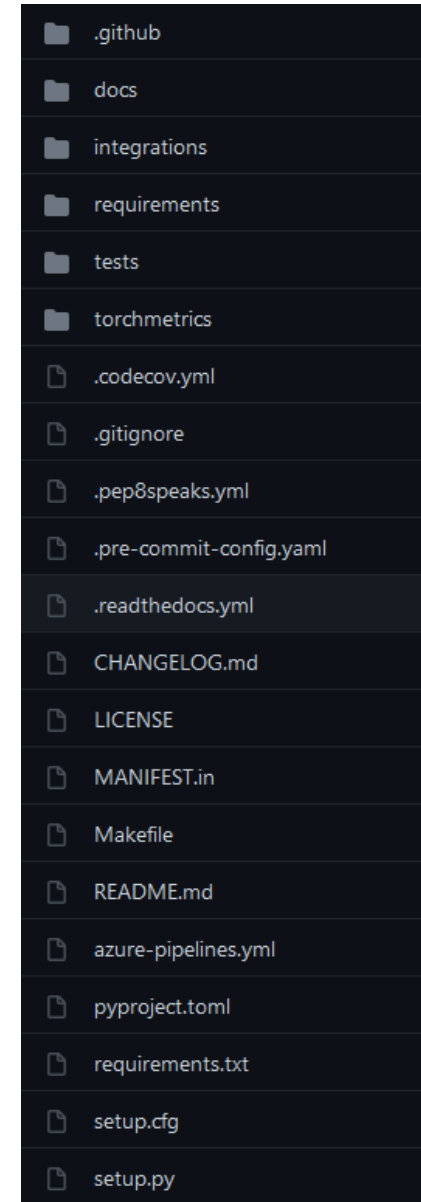 .github
docs
integrations
requirements
tests
torchmetrics
.codecov.yml
.gitignore
.pep8speaks.yml
.pre-commit-config.yaml
.readthedocs.yml
CHANGELOG.md
LICENSE
MANIFEST.in
Makefile
README.md
azure-pipelines.yml
pyproject.toml
requirements.txt
setup.cfg
setup.py